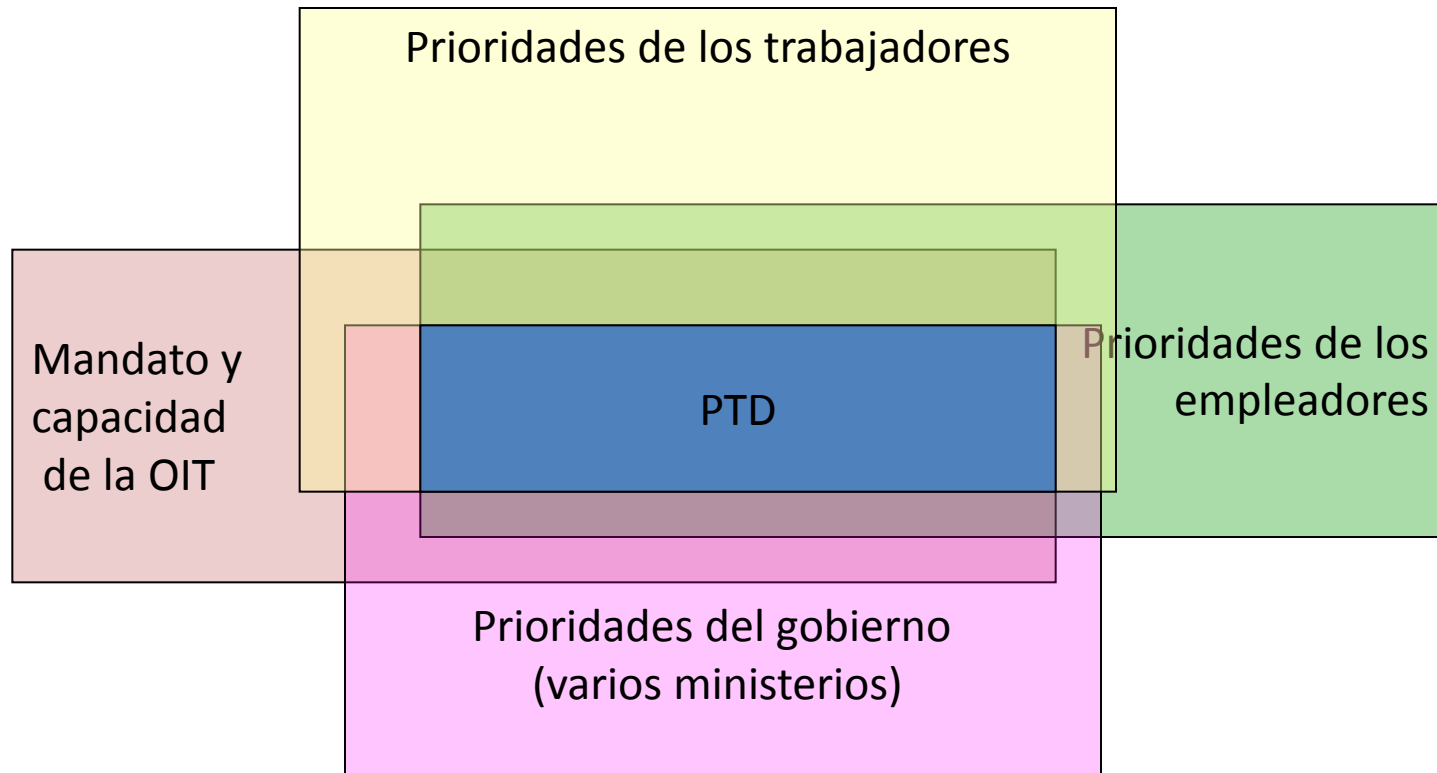 Prioridades de los trabajadores
Mandato y
capacidad
de la OIT
PTD
Prioridades de los
empleadores
Prioridades del gobierno
(varios ministerios)